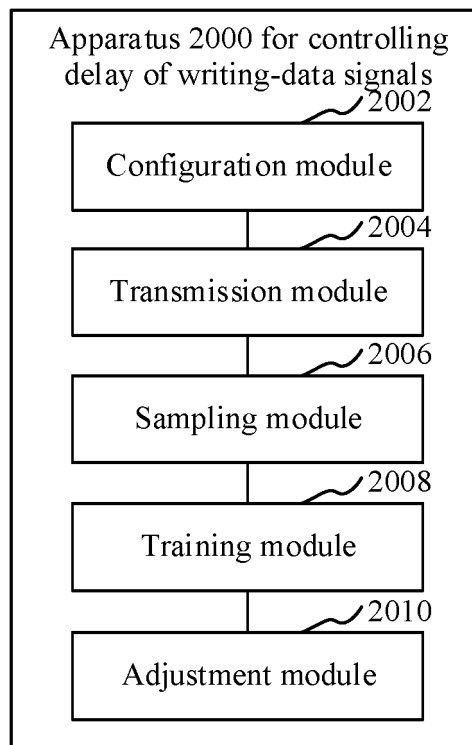 Apparatus 2000 for controlling
delay of writing-data signals
2002
Configuration module
2004
Transmission module
2006
Sampling module
2008
Training module
2010
Adjustment module